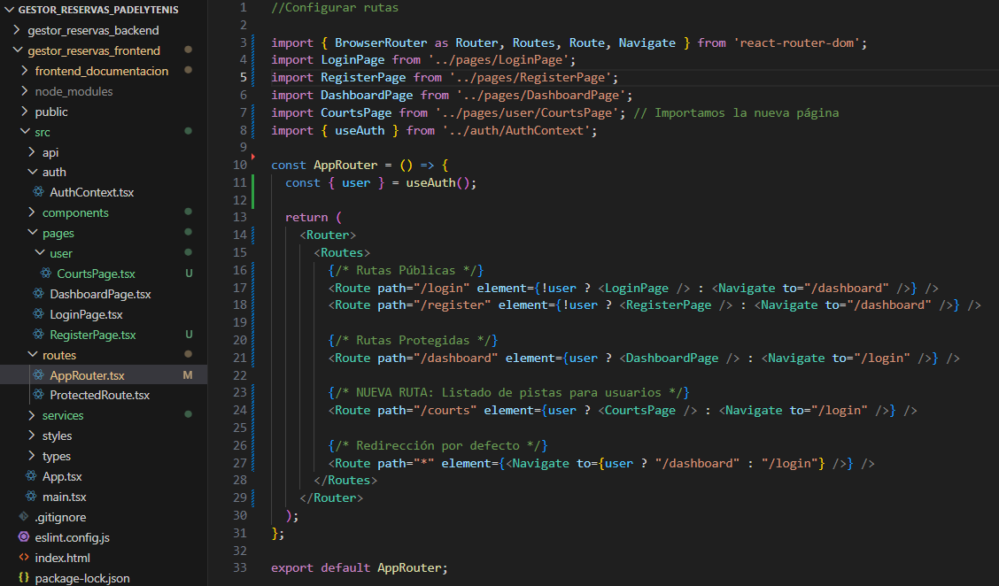 GESTOR_RESERVAS_PADELYTENIS
gestor_reservas_backend
gestor_reservas_frontend
frontend_documentacion
node_modules
public
src
api
auth
AuthContext.tsx
components
pages
user
CourtsPage.tsx U
DashboardPage.tsx
LoginPage.tsx
RegisterPage.tsx U
routes
AppRouter.tsx M
ProtectedRoute.tsx
services
styles
types
App.tsx
main.tsx
.gitignore
eslint.config.js
index.html
{} package-lock.json
1 //Configurar rutas
2
3 import { BrowserRouter as Router, Routes, Route, Navigate } from 'react-router-dom';
4 import LoginPage from '../pages/LoginPage';
5 import RegisterPage from '../pages/RegisterPage';
6 import DashboardPage from '../pages/DashboardPage';
7 import CourtsPage from '../pages/user/CourtsPage'; // Importamos la nueva página
8 import { useAuth } from '../auth/AuthContext';
9
10 const AppRouter = () => {
11 const { user } = useAuth();
12
13 return (
14 <Router>
15 <Routes>
16 {/* Rutas Públicas */}
17 <Route path="/login" element={!user ? <LoginPage /> : <Navigate to="/dashboard" />} />
18 <Route path="/register" element={!user ? <RegisterPage /> : <Navigate to="/dashboard" />} />
19
20 {/* Rutas Protegidas */}
21 <Route path="/dashboard" element={user ? <DashboardPage /> : <Navigate to="/login" />} />
22
23 {/* NUEVA RUTA: Listado de pistas para usuarios */}
24 <Route path="/courts" element={user ? <CourtsPage /> : <Navigate to="/login" />} />
25
26 {/* Redirección por defecto */}
27 <Route path="*" element={<Navigate to={user ? "/dashboard" : "/login"} />} />
28 </Routes>
29 </Router>
30 );
31 };
32
33 export default AppRouter;